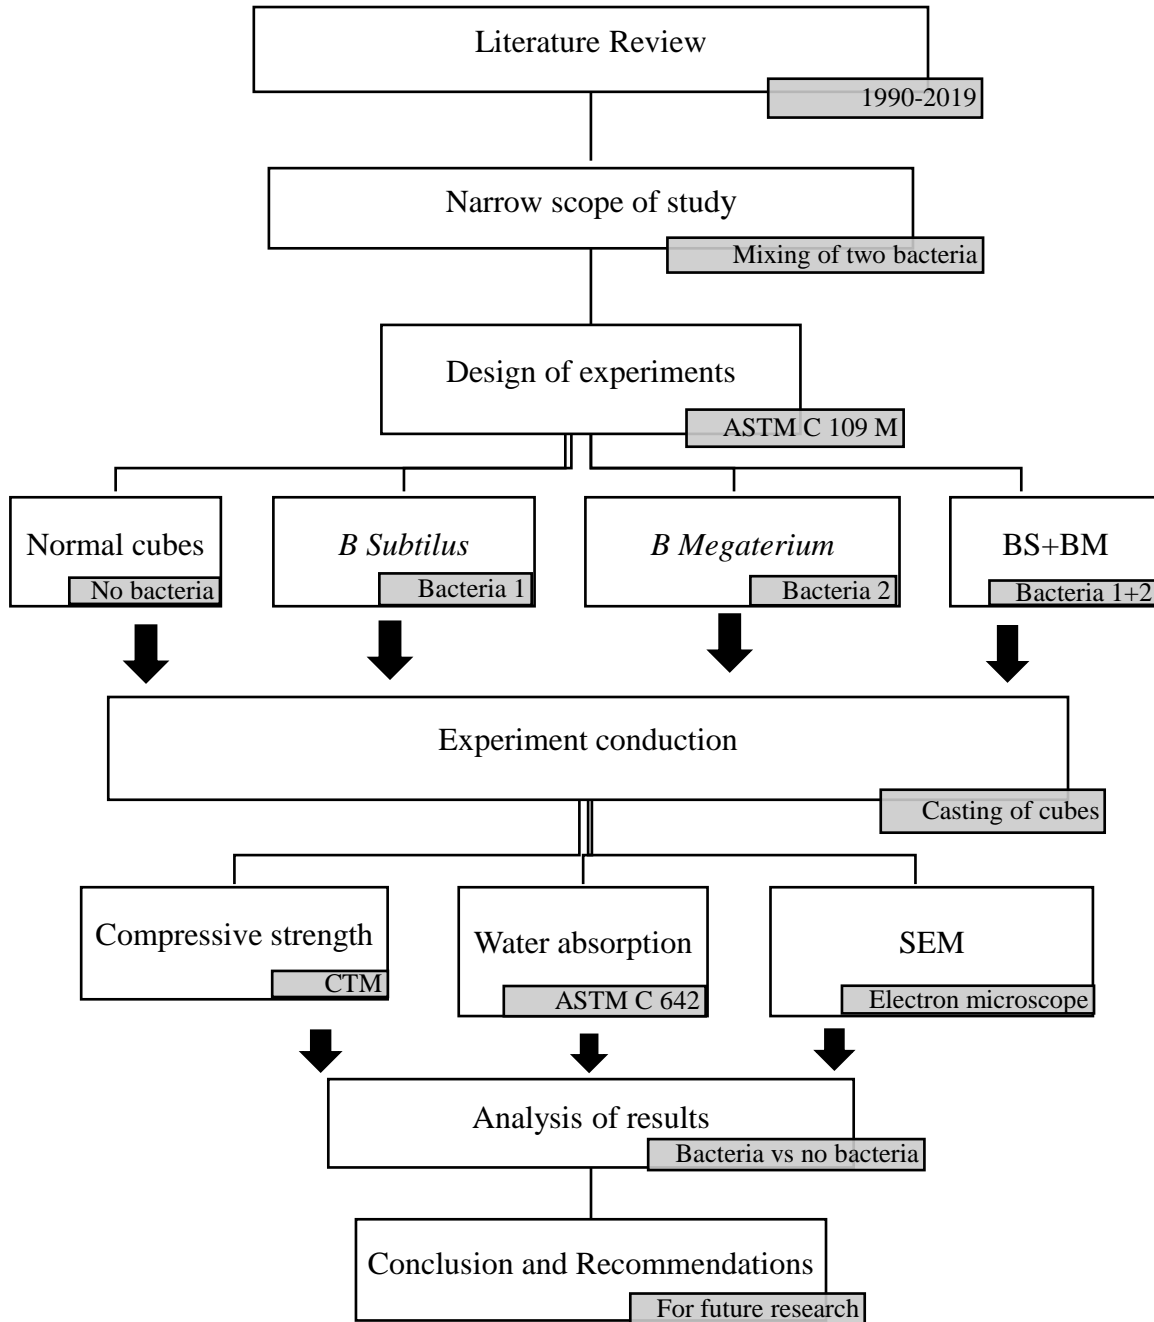 Literature Review
1990-2019
Narrow scope of study
Mixing of two bacteria
Design of experiments
ASTM C 109 M
Normal cubes
No bacteria
B Subtilus
Bacteria 1
B Megaterium
Bacteria 2
BS+BM
Bacteria 1+2
Experiment conduction
Casting of cubes
Compressive strength
CTM
Water absorption
ASTM C 642
SEM
Electron microscope
Analysis of results
Bacteria vs no bacteria
Conclusion and Recommendations
For future research